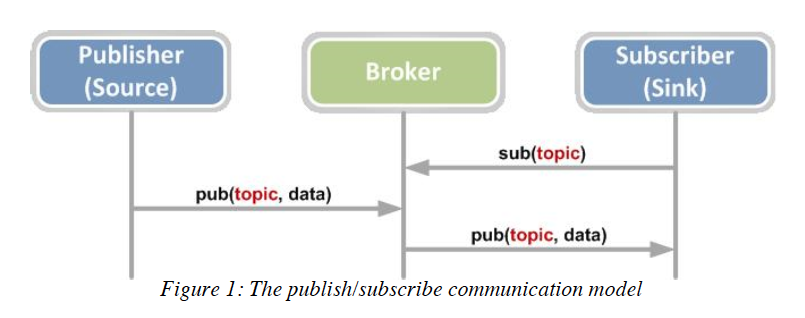 Publisher
(Source)
Broker
Subscriber
(Sink)
sub(topic)
pub(topic, data)
pub(topic, data)
Figure 1: The publish/subscribe communication model